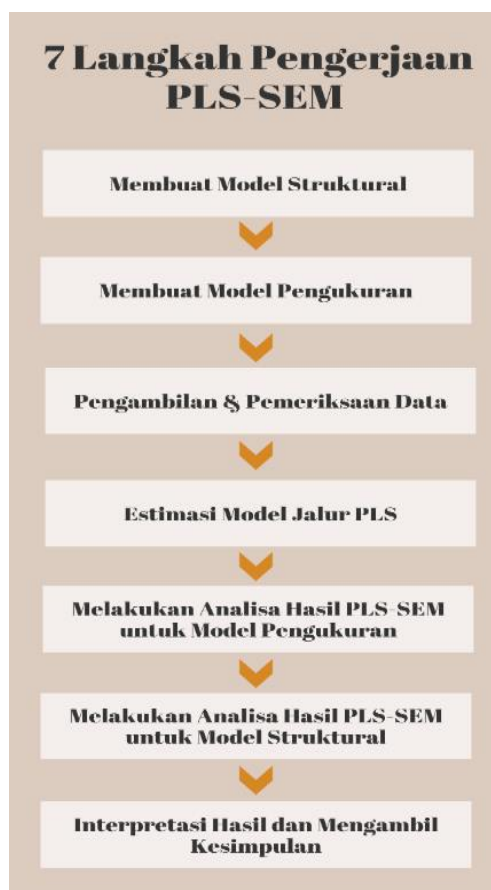 7 Langkah Pengerjaan
PLS-SEM
Membuat Model Struktural
Membuat Model Pengukuran
Pengambilan & Pemeriksaan Data
Estimasi Model Jalur PLS
Melakukan Analisa Hasil PLS-SEM
untuk Model Pengukuran
Melakukan Analisa Hasil PLS-SEM
untuk Model Struktural
Interpretasi Hasil dan Mengambil
Kesimpulan